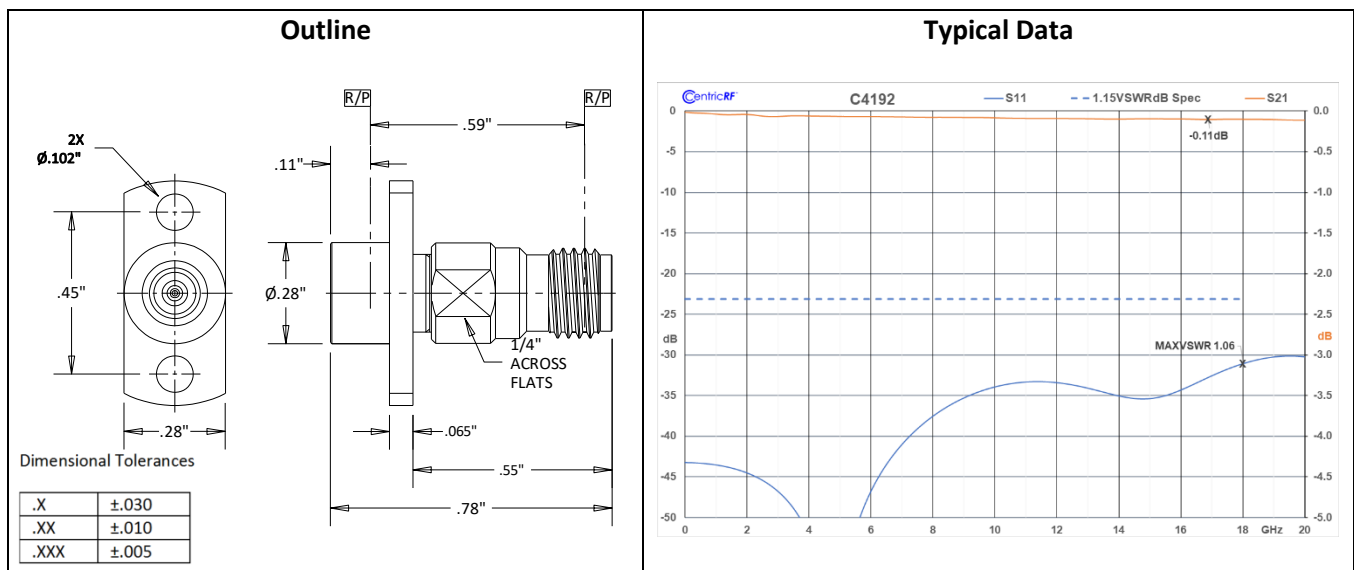 Outline
R/P
R/P
.59"
2X
Ø.102"
.11"
.45"
Ø.28"
1/4"
ACROSS
FLATS
.28"
.065"
.55"
.78"
Dimensional Tolerances
.X ±.030
.XX ±.010
.XXX ±.005
Typical Data
CentricRF™ C4192 S11 1.15VSWRdB Spec S21
0 0.0
-0.11dB
-5 -0.5
-10 -1.0
-15 -1.5
-20 -2.0
-25 -2.5
dB dB
MAXVSWR 1.06
-30 -3.0
-35 -3.5
-40 -4.0
-45 -4.5
-50 -5.0
0 2 4 6 8 10 12 14 16 18 GHz 20